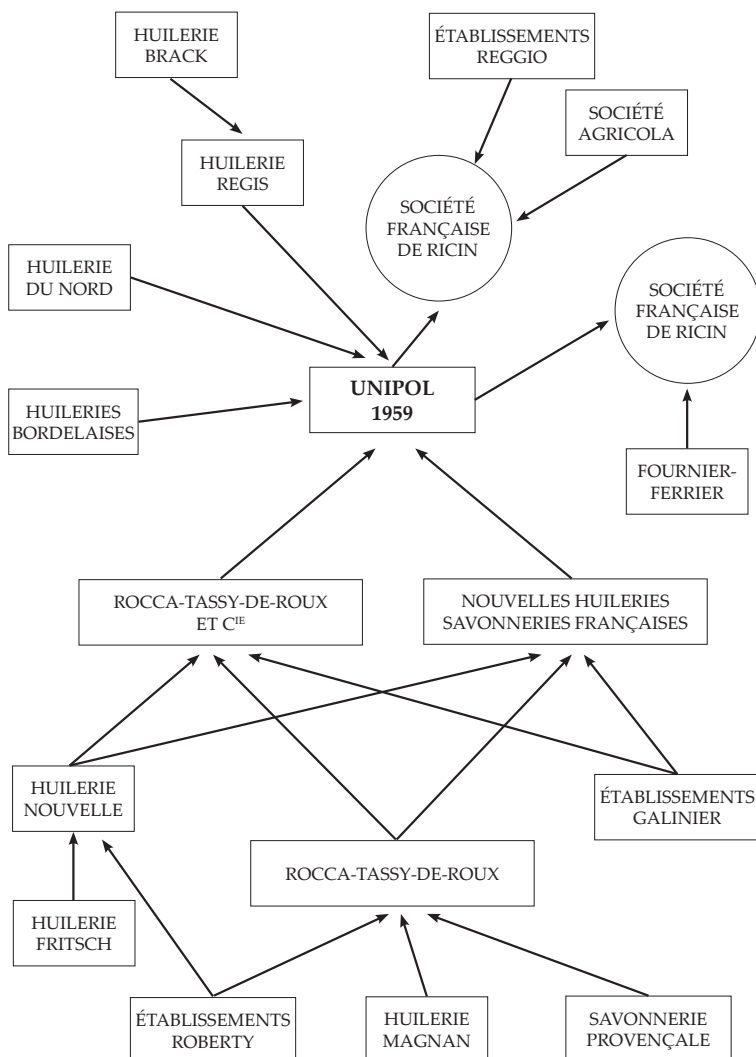 HUILERIE
BRACK
ÉTABLISSEMENTS
REGGIO
SOCIÉTÉ
AGRICOLA
HUILERIE
REGIS
SOCIÉTÉ
FRANÇAISE
DE RICIN
HUILERIE
DU NORD
SOCIÉTÉ
FRANÇAISE
DE RICIN
UNIPOL
1959
HUILERIES
BORDELAISES
FOURNIER-
FERRIER
ROCCA-TASSY-DE-ROUX
ET CIE
NOUVELLES HUILERIES
SAVONNERIES FRANÇAISES
HUILERIE
NOUVELLE
ÉTABLISSEMENTS
GALINIER
ROCCA-TASSY-DE-ROUX
HUILERIE
FRITSCH
ÉTABLISSEMENTS
ROBERTY
HUILERIE
MAGNAN
SAVONNERIE
PROVENÇALE